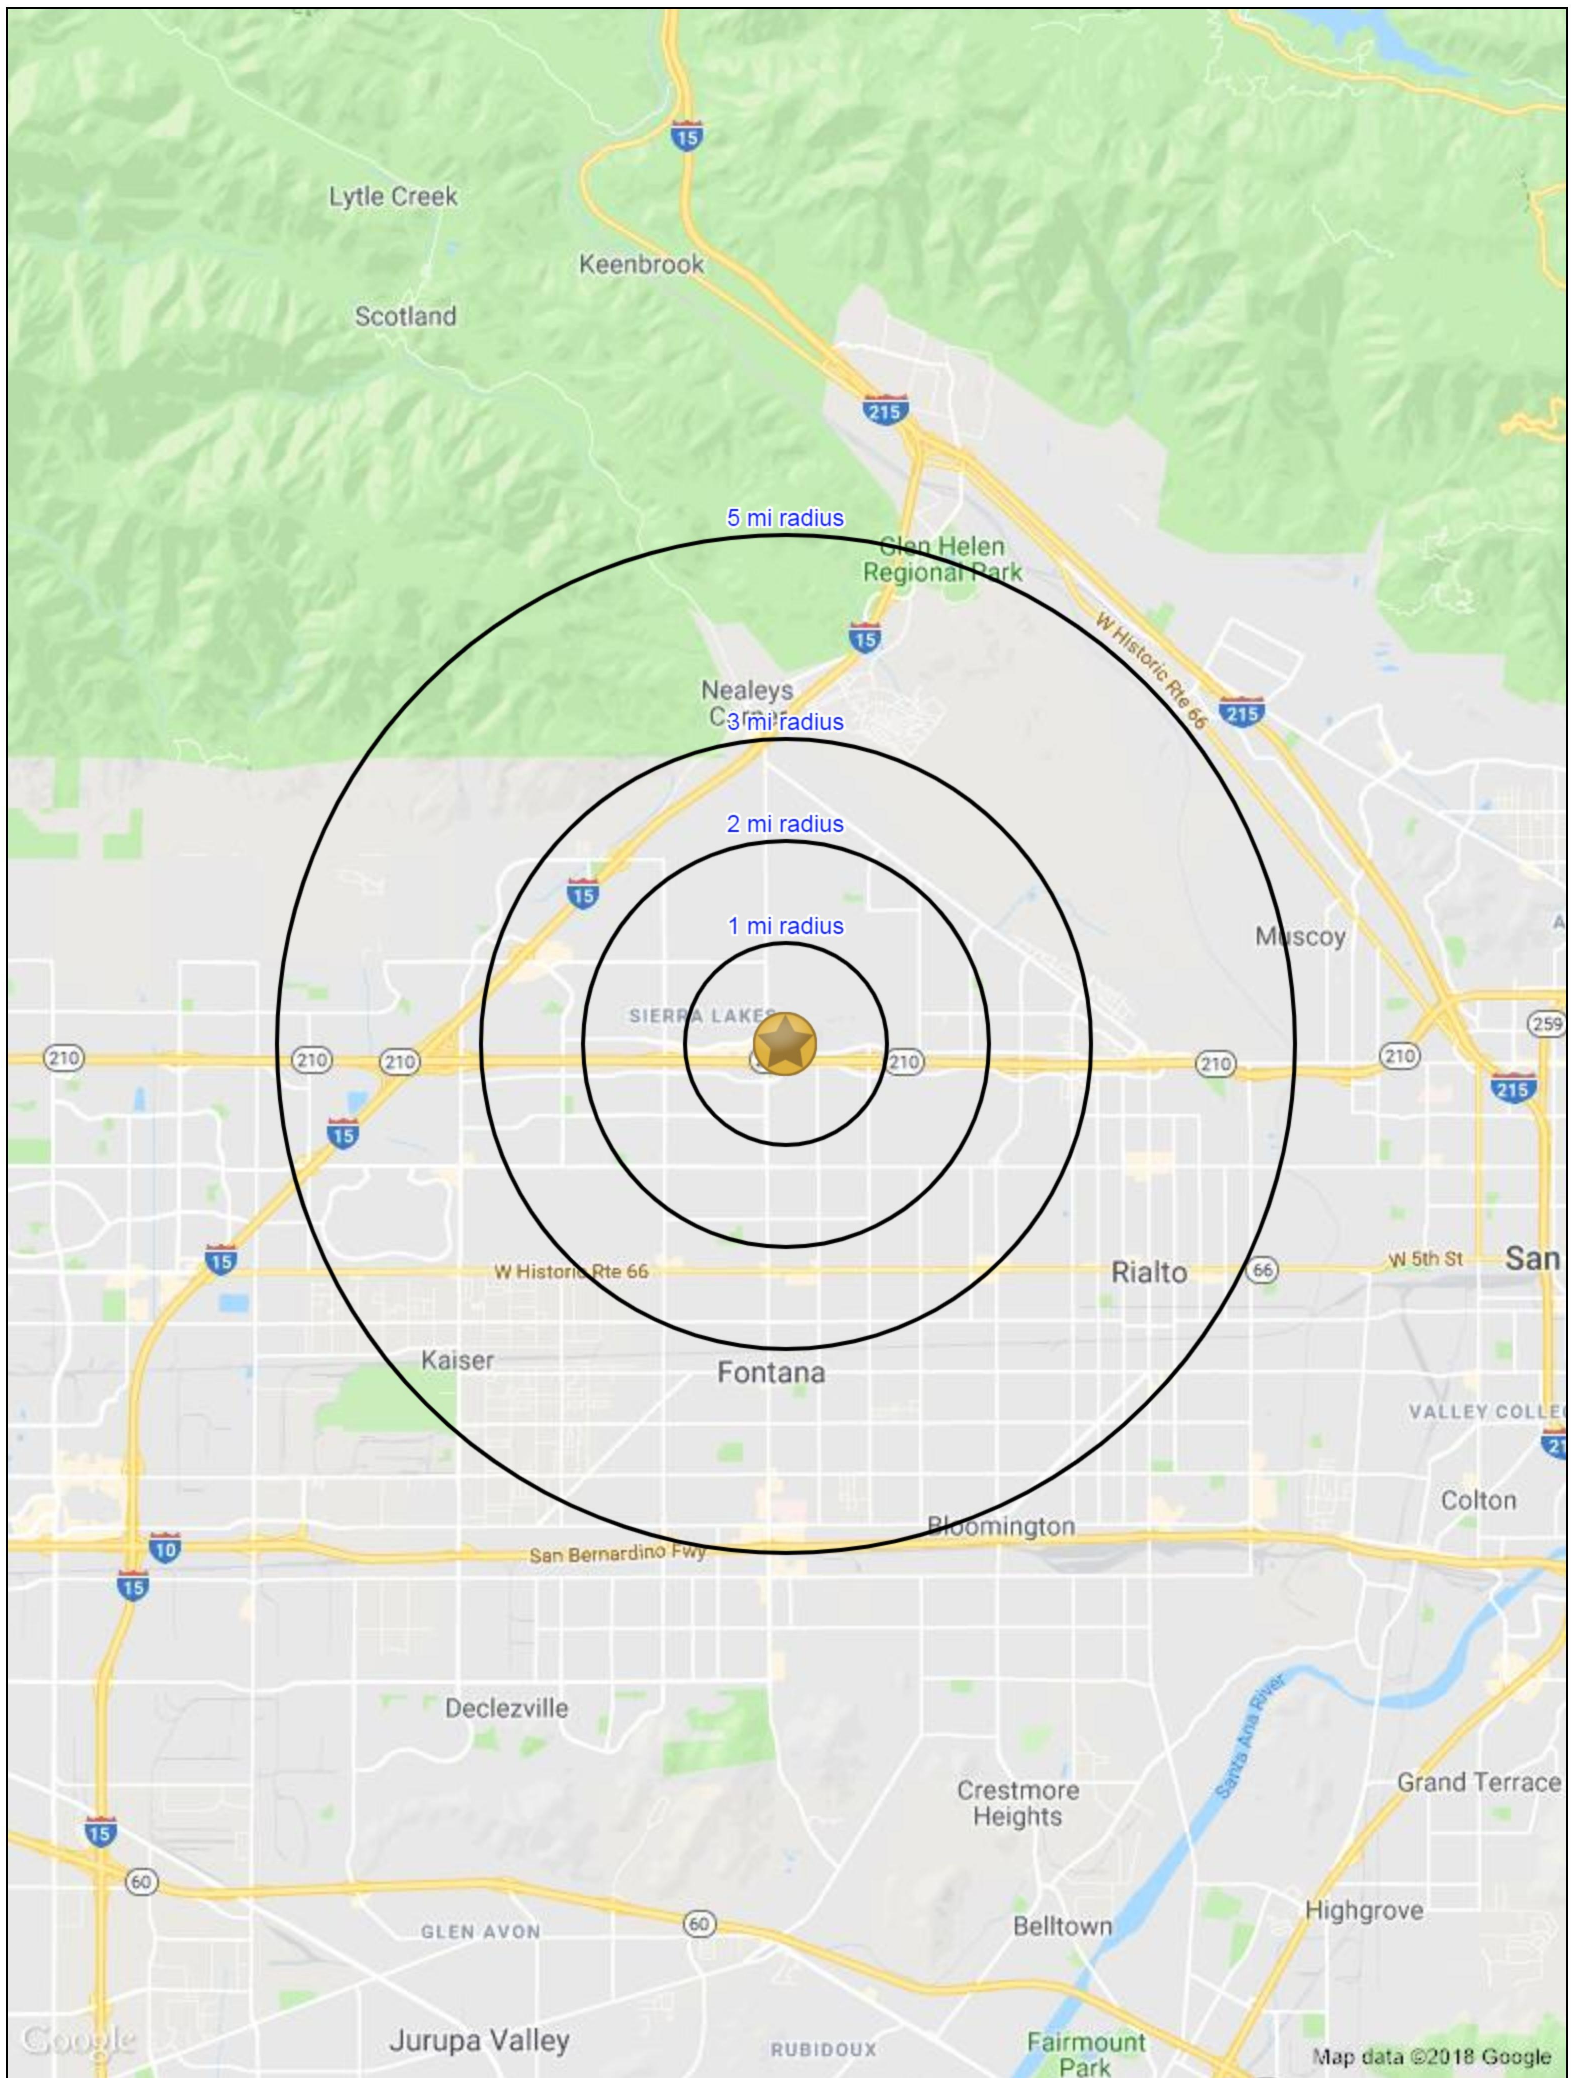 15
Lytle Creek
Keenbrook
Scotland
215
5 mi radius
Glen Helen
Regional Park
15
W Historic Rte 66
Nealeys
Corner
3 mi radius
215
2 mi radius
15
1 mi radius
Muscoy
SIERRA LAKES
259
210
210
210
210
210
210
215
15
15
W Historic Rte 66
Rialto
66
W 5th St
San
Kaiser
Fontana
VALLEY COLLE
21
Colton
Bloomington
10
San Bernardino Fwy
15
Declezville
Santa Ana River
Crestmore
Heights
Grand Terrace
15
60
60
GLEN AVON
Belltown
Highgrove
Google
Jurupa Valley
RUBIDOUX
Fairmount
Park
Map data ©2018 Google